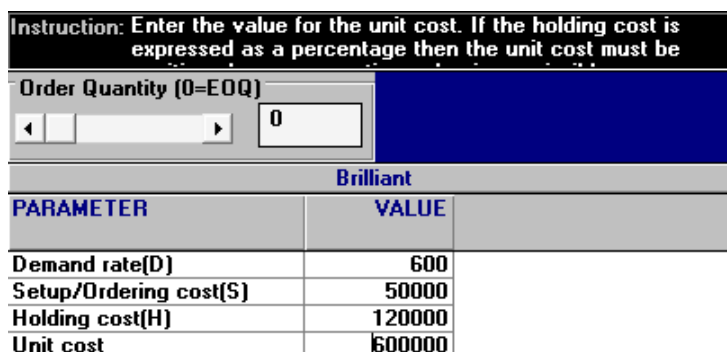 Instruction: Enter the value for the unit cost. If the holding cost is
expressed as a percentage then the unit cost must be
Order Quantity (0=EOQ)
0
Brilliant
PARAMETER VALUE
Demand rate(D) 600
Setup/Ordering cost(S) 50000
Holding cost(H) 120000
Unit cost 600000